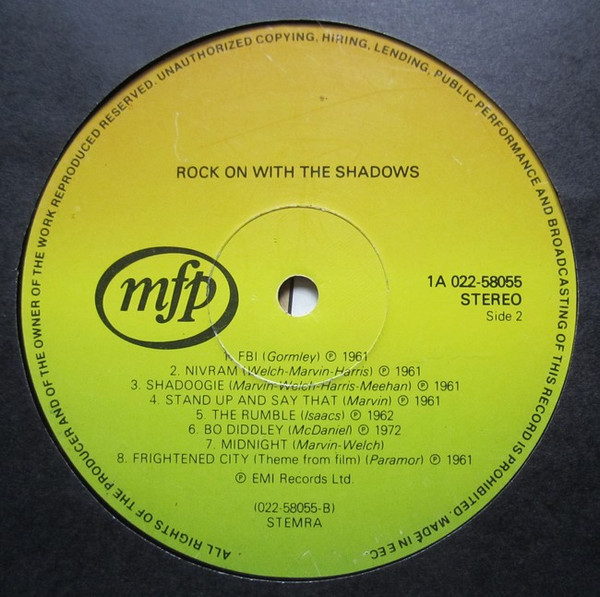 ALL RIGHTS OF THE PRODUCER AND OF THE OWNER OF THE WORK REPRODUCED RESERVED. UNAUTHORIZED COPYING, HIRING, LENDING, PUBLIC PERFORMANCE AND BROADCASTING OF THIS RECORD IS PROHIBITED. MADE IN EEC
ROCK ON WITH THE SHADOWS
mfp
1A 022-58055
STEREO
Side 2
1. FBI (Gormley) ℗ 1961
2. NIVRAM (Welch-Marvin-Harris) ℗ 1961
3. SHADOOGIE (Marvin-Welch-Harris-Meehan) ℗ 1961
4. STAND UP AND SAY THAT (Marvin) ℗ 1961
5. THE RUMBLE (Isaacs) ℗ 1962
6. BO DIDDLEY (McDaniel) ℗ 1972
7. MIDNIGHT (Marvin-Welch)
8. FRIGHTENED CITY (Theme from film) (Paramor) ℗ 1961
℗ EMI Records Ltd.
(022-58055-B)
STEMRA